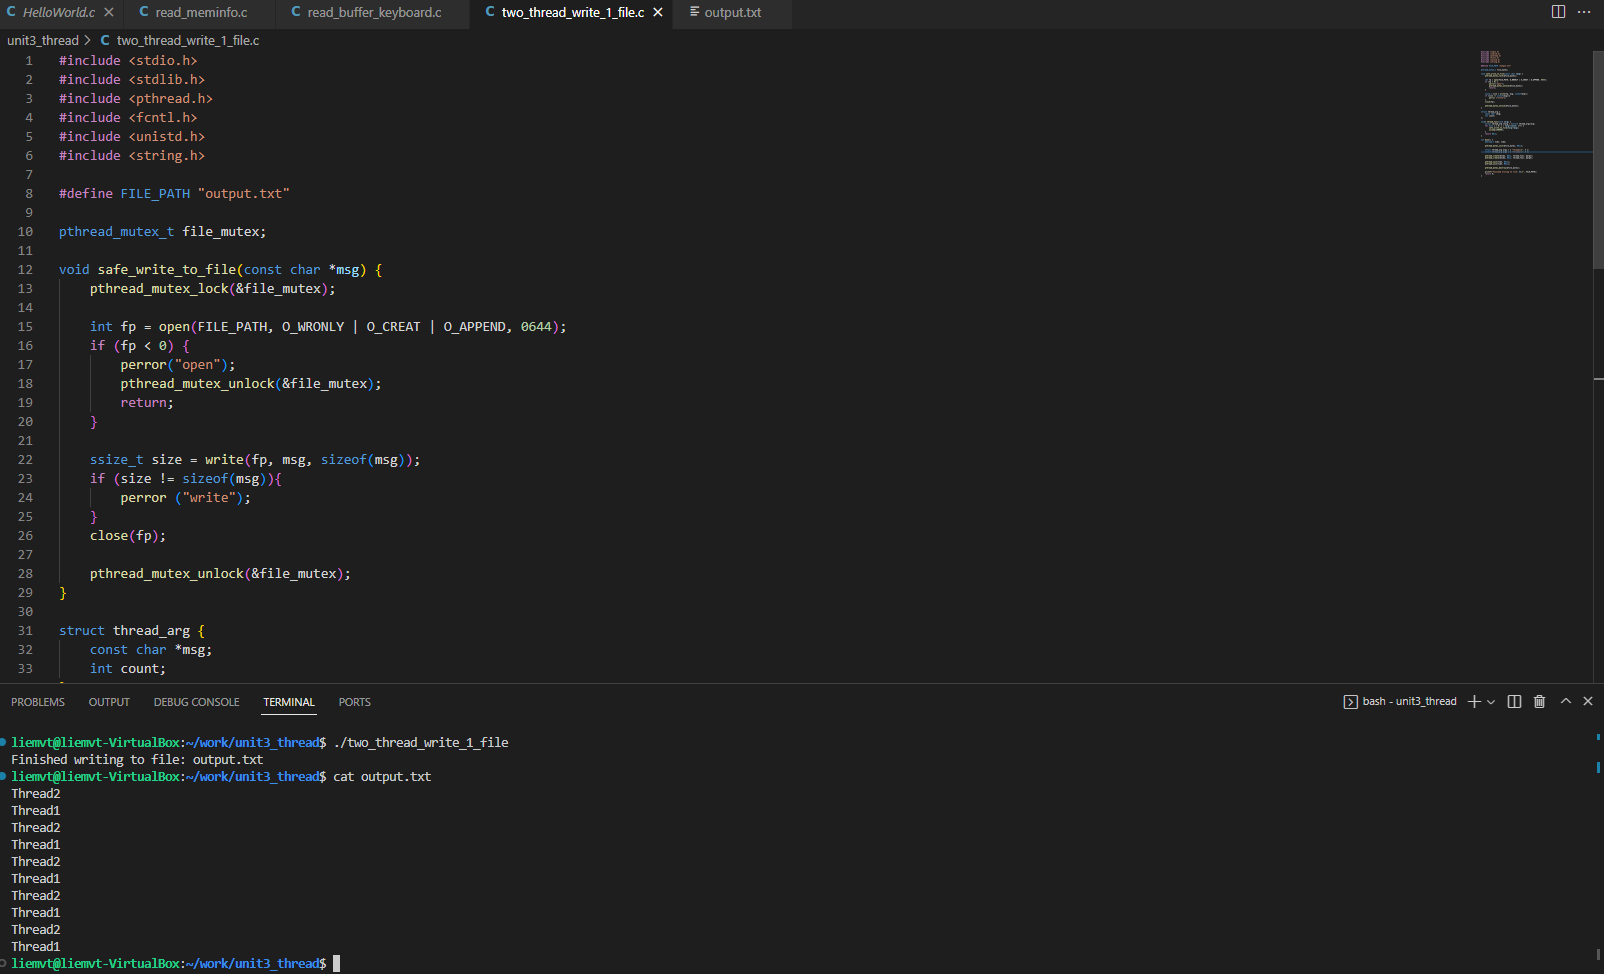 HelloWorld.c
read_meminfo.c
read_buffer_keyboard.c
two_thread_write_1_file.c
output.txt
unit3_thread > C two_thread_write_1_file.c
1 #include <stdio.h>
2 #include <stdlib.h>
3 #include <pthread.h>
4 #include <fcntl.h>
5 #include <unistd.h>
6 #include <string.h>
7
8 #define FILE_PATH "output.txt"
9
10 pthread_mutex_t file_mutex;
11
12 void safe_write_to_file(const char *msg) {
13 pthread_mutex_lock(&file_mutex);
14
15 int fp = open(FILE_PATH, O_WRONLY | O_CREAT | O_APPEND, 0644);
16 if (fp < 0) {
17 perror("open");
18 pthread_mutex_unlock(&file_mutex);
19 return;
20 }
21
22 ssize_t size = write(fp, msg, sizeof(msg));
23 if (size != sizeof(msg)){
24 perror ("write");
25 }
26 close(fp);
27
28 pthread_mutex_unlock(&file_mutex);
29 }
30
31 struct thread_arg {
32 const char *msg;
33 int count;
PROBLEMS OUTPUT DEBUG CONSOLE TERMINAL PORTS
bash - unit3_thread
liemvt@liemvt-VirtualBox:~/work/unit3_thread$ ./two_thread_write_1_file
Finished writing to file: output.txt
liemvt@liemvt-VirtualBox:~/work/unit3_thread$ cat output.txt
Thread2
Thread1
Thread2
Thread1
Thread2
Thread1
Thread2
Thread1
Thread2
Thread1
liemvt@liemvt-VirtualBox:~/work/unit3_thread$